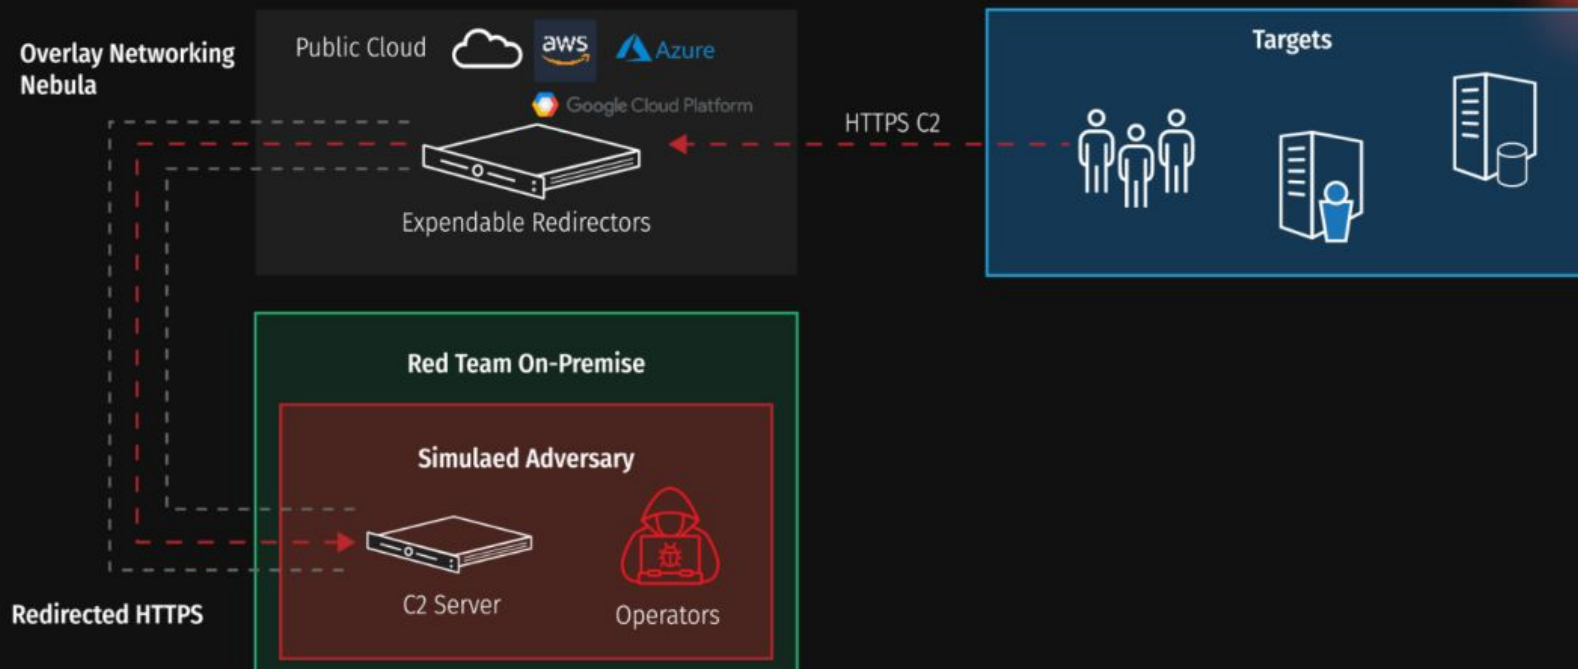 Overlay Networking
Nebula
Public Cloud
aws
Azure
Google Cloud Platform
Expendable Redirectors
HTTPS C2
Targets
Red Team On-Premise
Simulaed Adversary
C2 Server
Operators
Redirected HTTPS